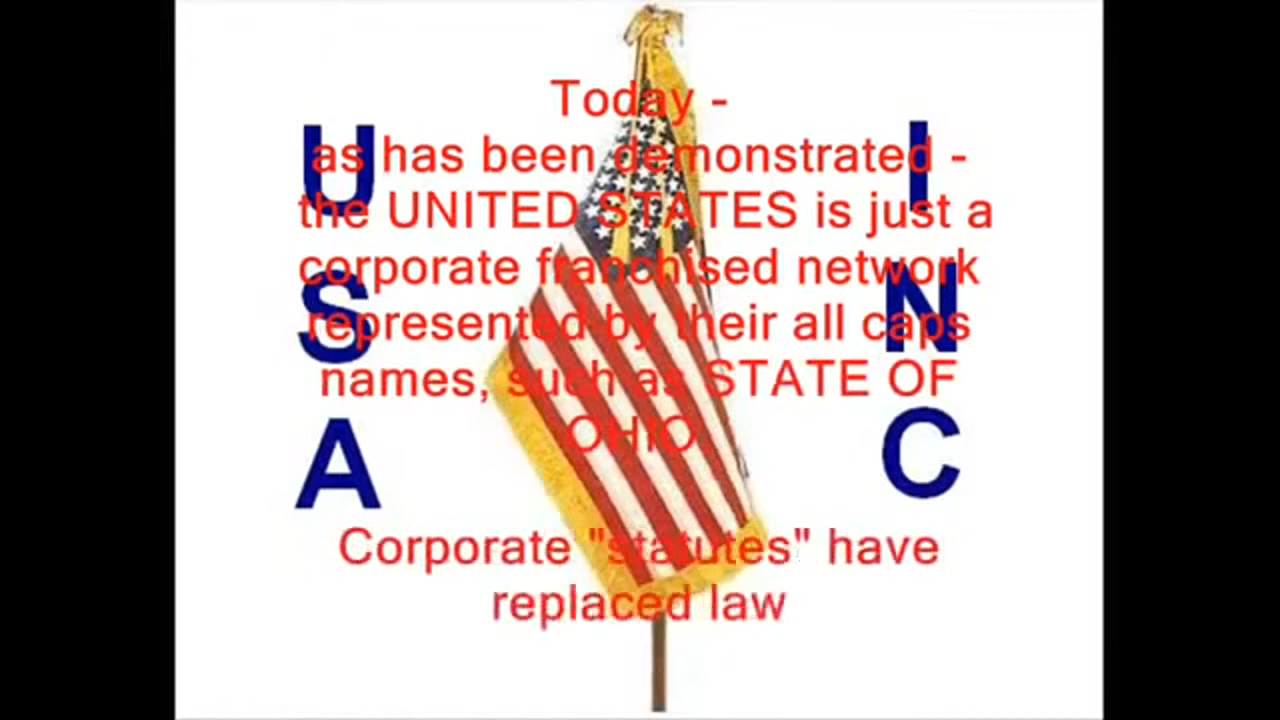 Today -
as has been demonstrated -
the UNITED STATES is just a
corporate franchised network
represented by their all caps
names, such as STATE OF
OHIO
Corporate "statutes" have
replaced law
U
S
A
I
N
C